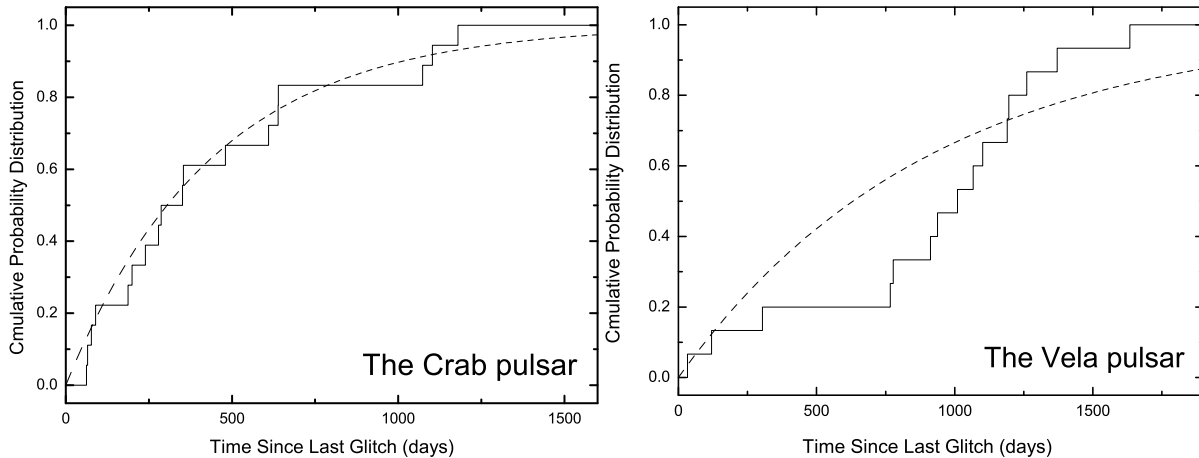 Cmulative Probability Distribution
1.0
0.8
0.6
0.4
0.2
0.0
The Crab pulsar
0 500 1000 1500
Time Since Last Glitch (days)
Cmulative Probability Distribution
1.0
0.8
0.6
0.4
0.2
0.0
The Vela pulsar
0 500 1000 1500
Time Since Last Glitch (days)